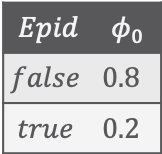 Epid ϕ₀
false 0.8
true 0.2